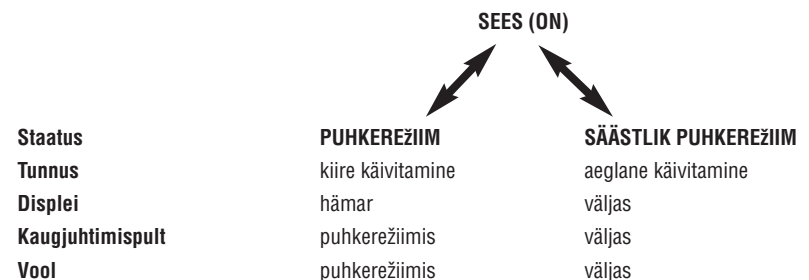 SEES (ON)
Staatus PUHKEREžIIM SÄÄSTLIK PUHKEREžIIM
Tunnus kiire käivitamine aeglane käivitamine
Displei hämar väljas
Kaugjuhtimispult puhkerežiimis väljas
Vool puhkerežiimis väljas